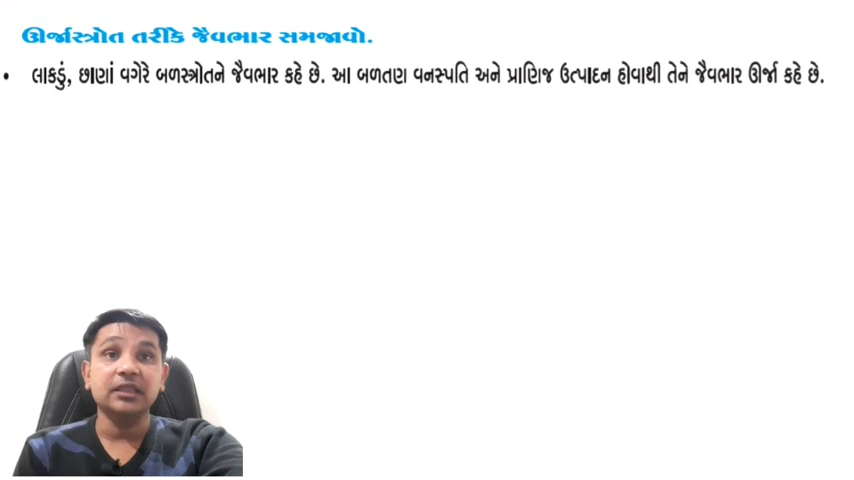 ઊર્જાસ્ત્રોત તરીકે જૈવભાર સમજાવો.
• લાકડું, છાણાં વગેરે બળસ્ત્રોતને જૈવભાર કહે છે. આ બળતણ વનસ્પતિ અને પ્રાણિજ ઉત્પાદન હોવાથી તેને જૈવભાર ઊર્જા કહે છે.